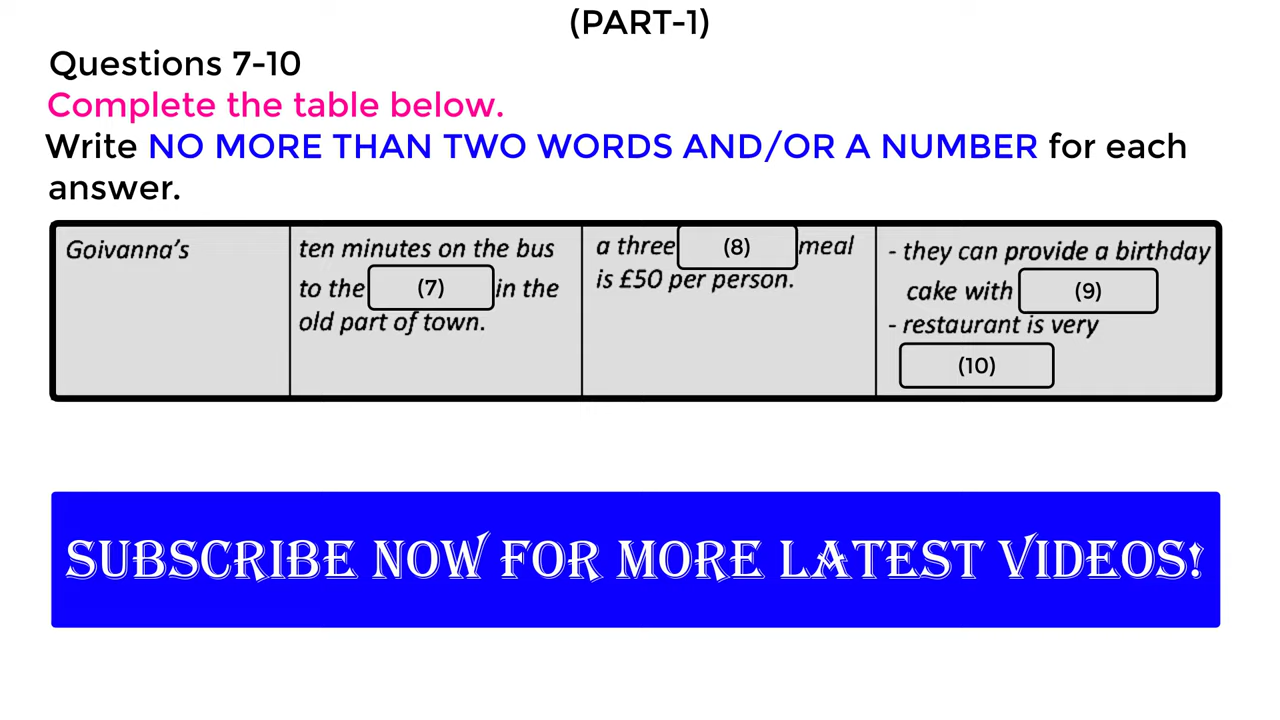 (PART-1)
Questions 7-10
Complete the table below.
Write NO MORE THAN TWO WORDS AND/OR A NUMBER for each
answer.
Goivanna's
ten minutes on the bus
to the (7) in the
old part of town.
a three (8) meal
is £50 per person.
- they can provide a birthday
cake with (9)
- restaurant is very
(10)
SUBSCRIBE NOW FOR MORE LATEST VIDEOS!